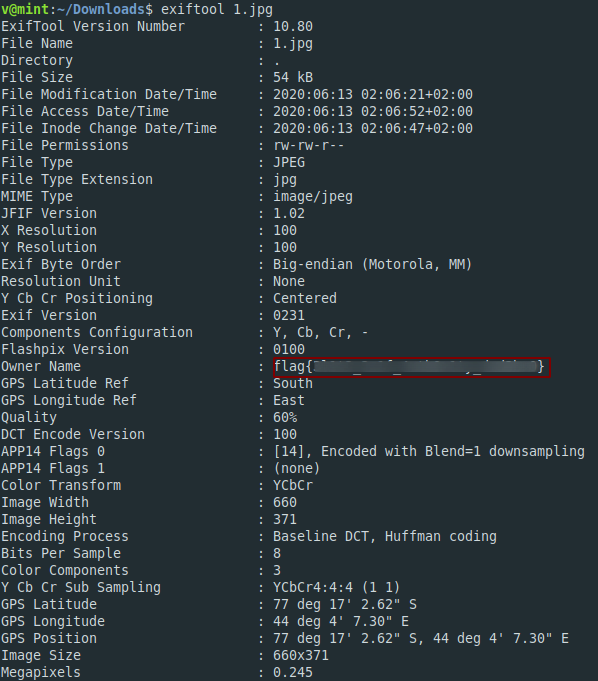 v@mint:~/Downloads$ exiftool 1.jpg
ExifTool Version Number : 10.80
File Name : 1.jpg
Directory : .
File Size : 54 kB
File Modification Date/Time : 2020:06:13 02:06:21+02:00
File Access Date/Time : 2020:06:13 02:06:52+02:00
File Inode Change Date/Time : 2020:06:13 02:06:47+02:00
File Permissions : rw-rw-r--
File Type : JPEG
File Type Extension : jpg
MIME Type : image/jpeg
JFIF Version : 1.02
X Resolution : 100
Y Resolution : 100
Exif Byte Order : Big-endian (Motorola, MM)
Resolution Unit : None
Y Cb Cr Positioning : Centered
Exif Version : 0231
Components Configuration : Y, Cb, Cr, -
Flashpix Version : 0100
Owner Name : flag{ }
GPS Latitude Ref : South
GPS Longitude Ref : East
Quality : 60%
DCT Encode Version : 100
APP14 Flags 0 : [14], Encoded with Blend=1 downsampling
APP14 Flags 1 : (none)
Color Transform : YCbCr
Image Width : 660
Image Height : 371
Encoding Process : Baseline DCT, Huffman coding
Bits Per Sample : 8
Color Components : 3
Y Cb Cr Sub Sampling : YCbCr4:4:4 (1 1)
GPS Latitude : 77 deg 17' 2.62" S
GPS Longitude : 44 deg 4' 7.30" E
GPS Position : 77 deg 17' 2.62" S, 44 deg 4' 7.30" E
Image Size : 660x371
Megapixels : 0.245